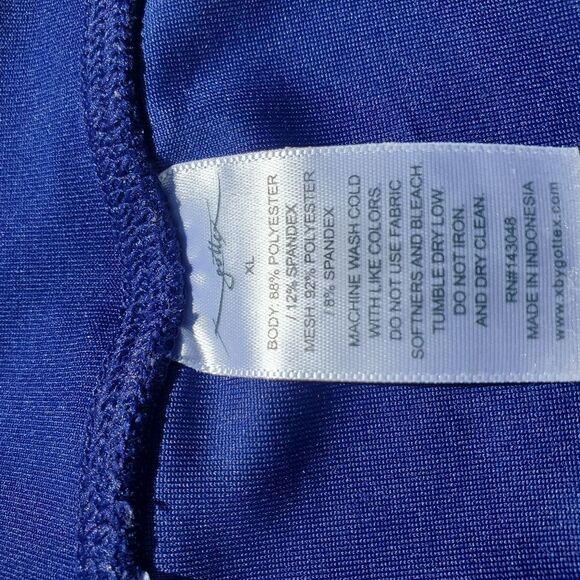 gottex
XL
BODY: 88% POLYESTER
/ 12% SPANDEX
MESH: 92% POLYESTER
/ 8% SPANDEX
MACHINE WASH COLD
WITH LIKE COLORS.
DO NOT USE FABRIC
SOFTNERS AND BLEACH.
TUMBLE DRY LOW.
DO NOT IRON.
AND DRY CLEAN.
RN#143048
MADE IN INDONESIA
www.xbygottex.com